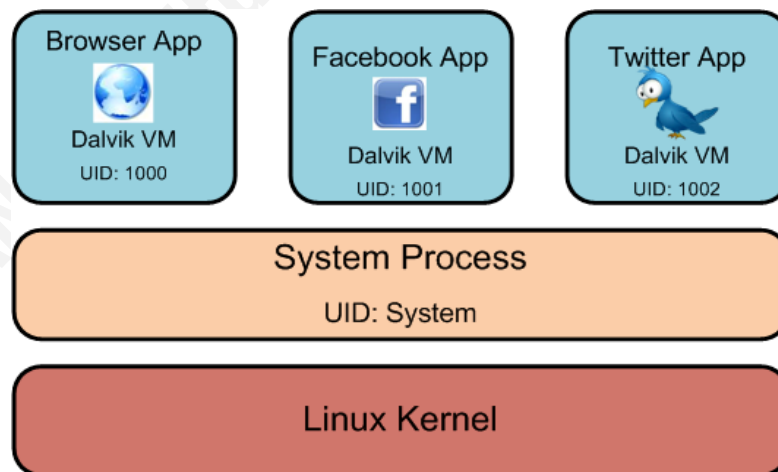 Browser App
Dalvik VM
UID: 1000
Facebook App
f
Dalvik VM
UID: 1001
Twitter App
Dalvik VM
UID: 1002
System Process
UID: System
Linux Kernel